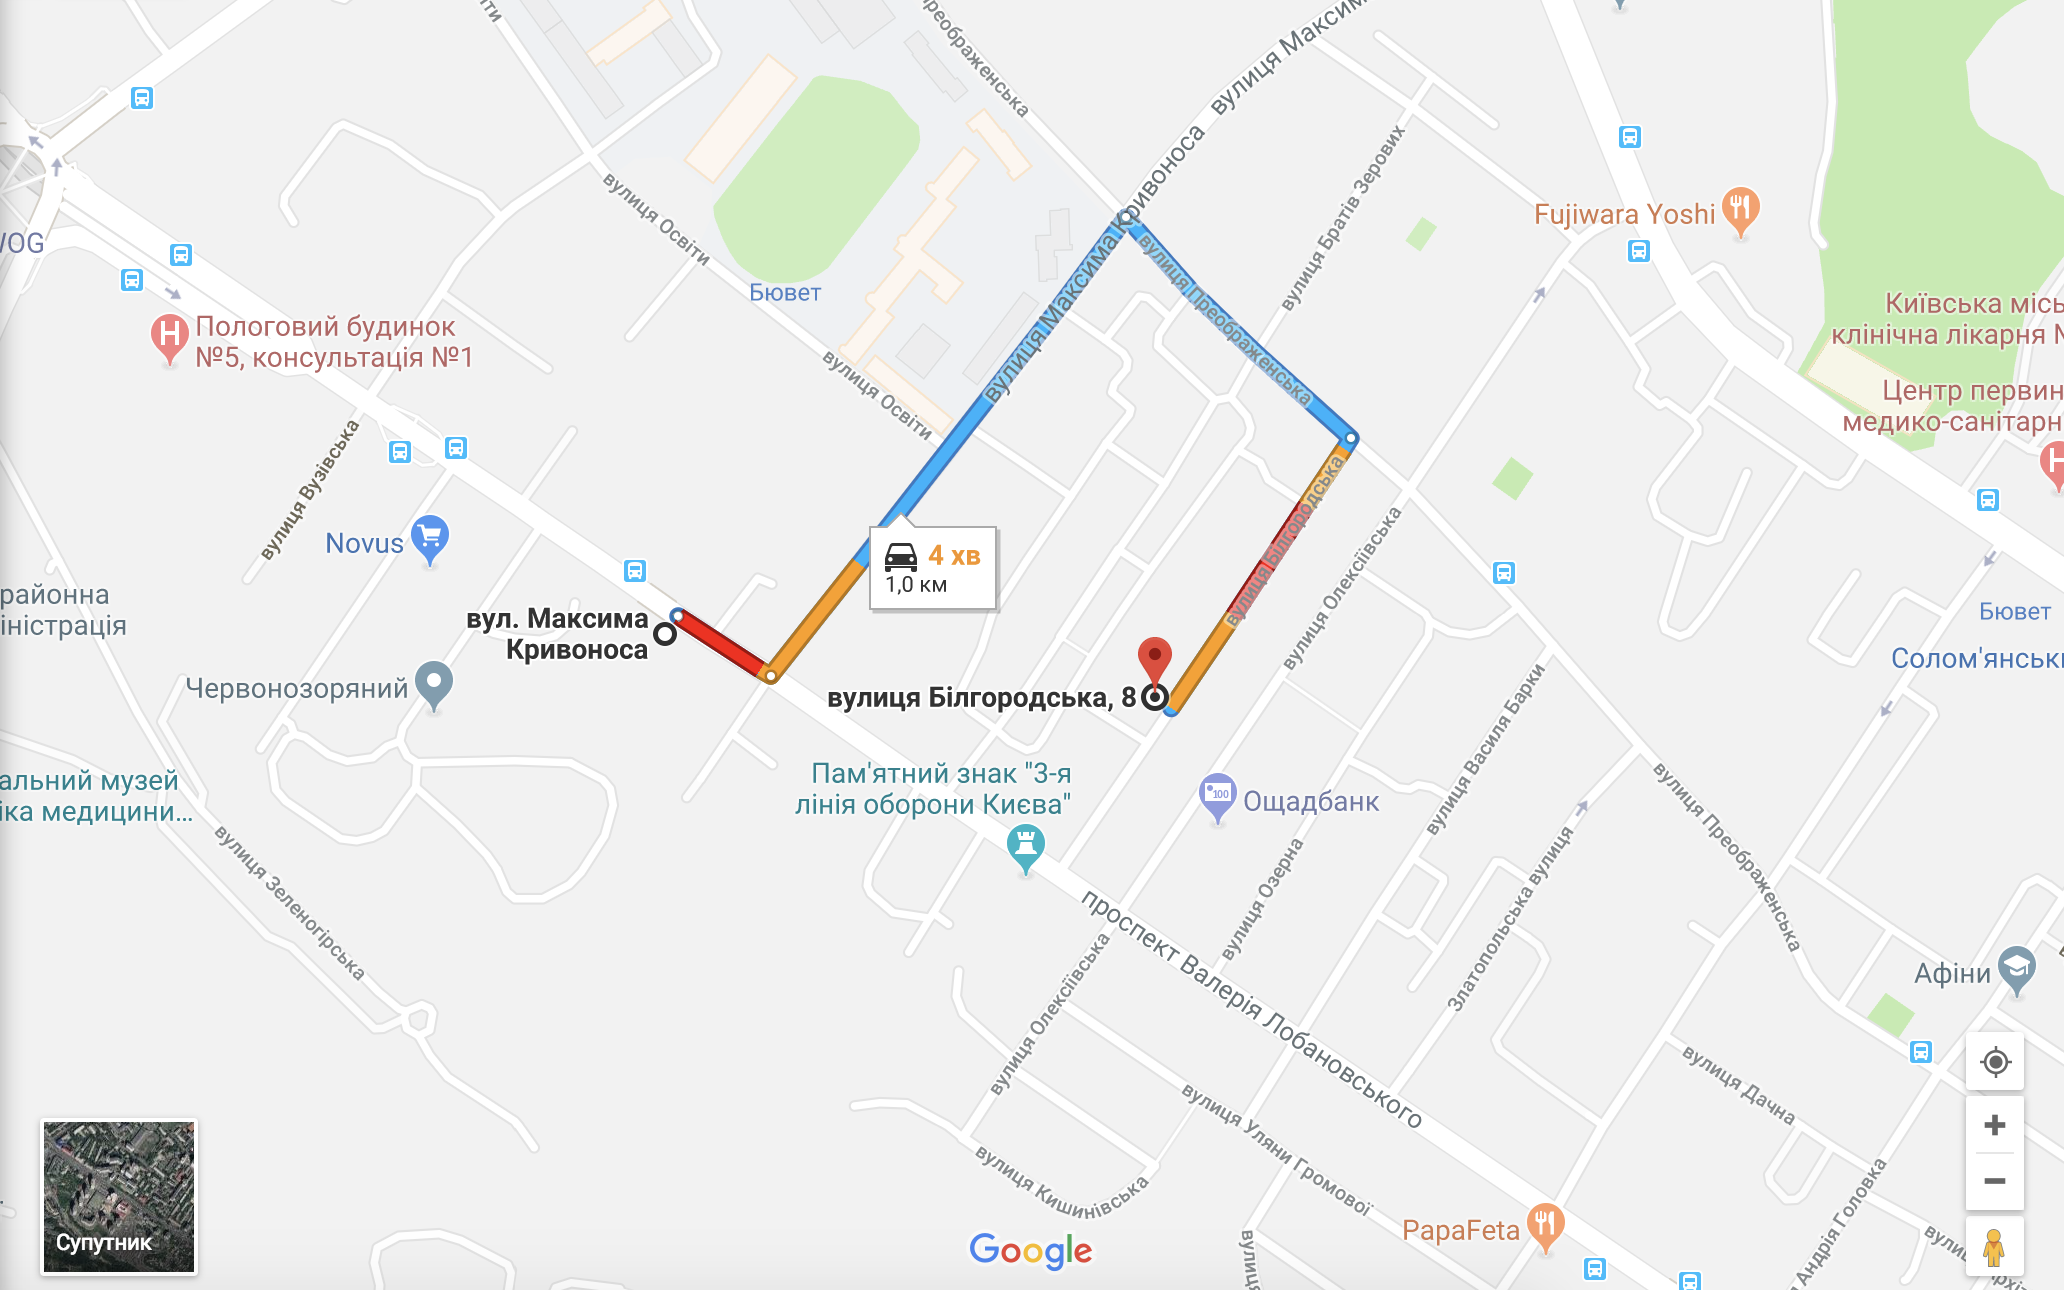 Преображенська
вулиця Максима Кривоноса
вулиця Максим
вулиця Братів Зерових
вулиця Освіти
Fujiwara Yoshi
WOG
Бювет
вулиця Преображенська
Київська місь
клінічна лікарня №
Пологовий будинок
№5, консультація №1
вулиця Максима Кривоноса
вулиця Освіти
Центр первин
медико-санітарн
вулиця Вузівська
вулиця Білгородська
Novus
вулиця Олексіївська
4 хв
1,0 км
районна
іністрація
вул. Максима
Кривоноса
Бювет
Солом'янськ
Червонозоряний
вулиця Білгородська, 8
вулиця Василя Барки
альний музей
іка медицини...
Пам'ятний знак "3-я
лінія оборони Києва"
100
Ощадбанк
вулиця Преображенська
вулиця Зеленогірська
вулиця Озерна
Златопольська вулиця
проспект Валерія Лобановського
Афіни
вулиця Олексіївська
вулиця Дачна
вулиця Уляни Громової
вулиця Кишинівська
Андрія Головка
Супутник
Google
PapaFeta
вулиця